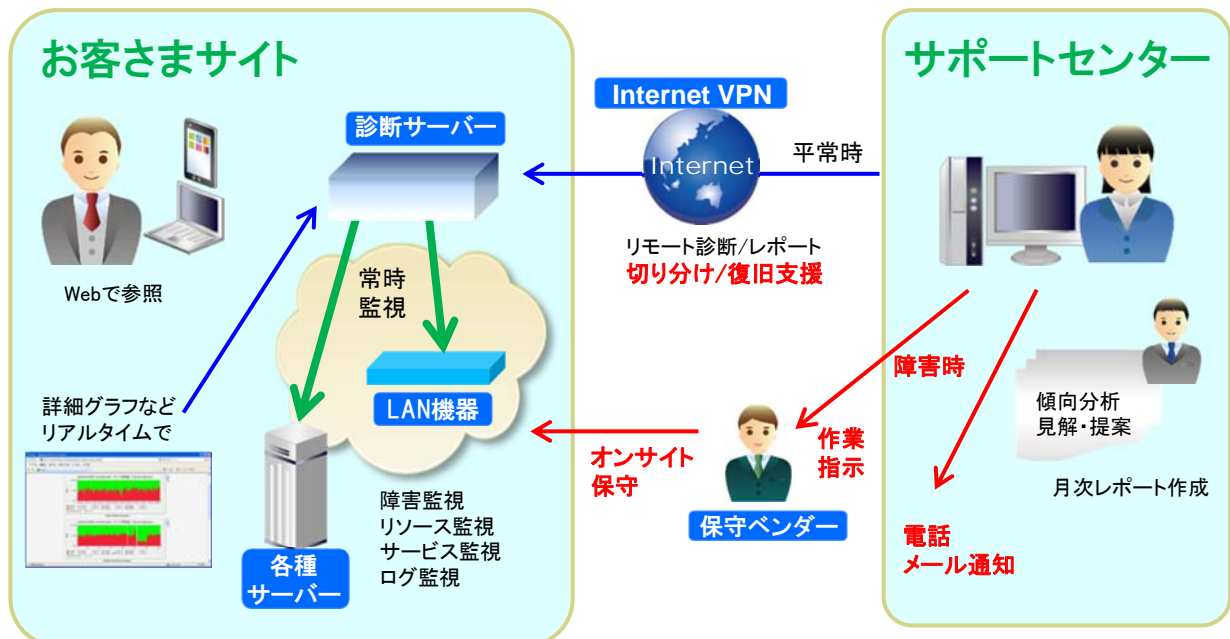 お客さまサイト
診断サーバー
Webで参照
常時
監視
LAN機器
詳細グラフなど
リアルタイムで
障害監視
リソース監視
サービス監視
ログ監視
各種
サーバー
Internet VPN
Internet
平常時
リモート診断/レポート
切り分け/復旧支援
オンサイト
保守
作業
指示
保守ベンダー
サポートセンター
障害時
傾向分析
見解・提案
月次レポート作成
電話
メール通知